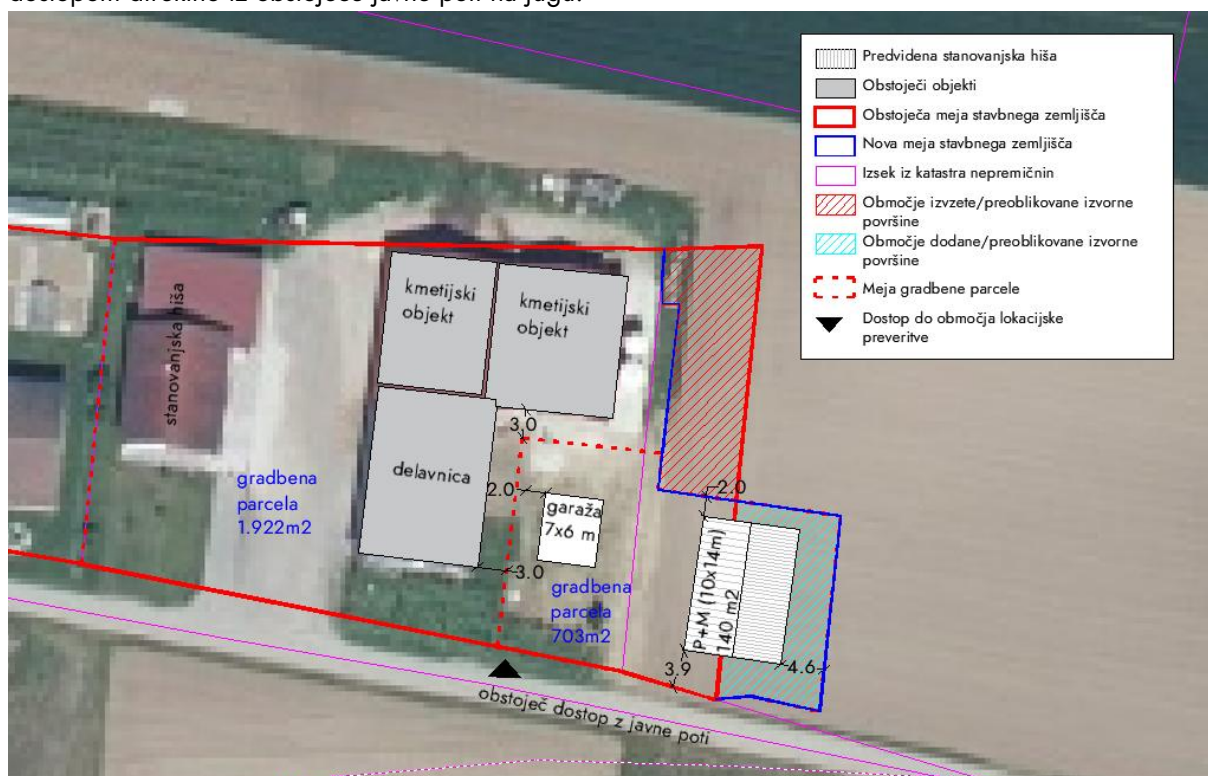 dostopom direktno iz obstoječe javne poti na jugu.
Predvidena stanovanjska hiša
Obstoječi objekti
Obstoječa meja stavbnega zemljišča
Nova meja stavbnega zemljišča
Izsek iz katastra nepremičnin
Območje izvzete/preoblikovane izvorne
površine
Območje dodane/preoblikovane izvorne
površine
Meja gradbene parcele
Dostop do območja lokacijske
preveritve
stanovanjska hiša
kmetijski
objekt
kmetijski
objekt
3.0
delavnica
gradbena
parcela
1.922m2
2.0
garaža
7x6 m
2.0
3.0
gradbena
parcela
703m2
P+M (10x14m)
140 m2
3.9
4.6
obstoječ dostop z javne poti